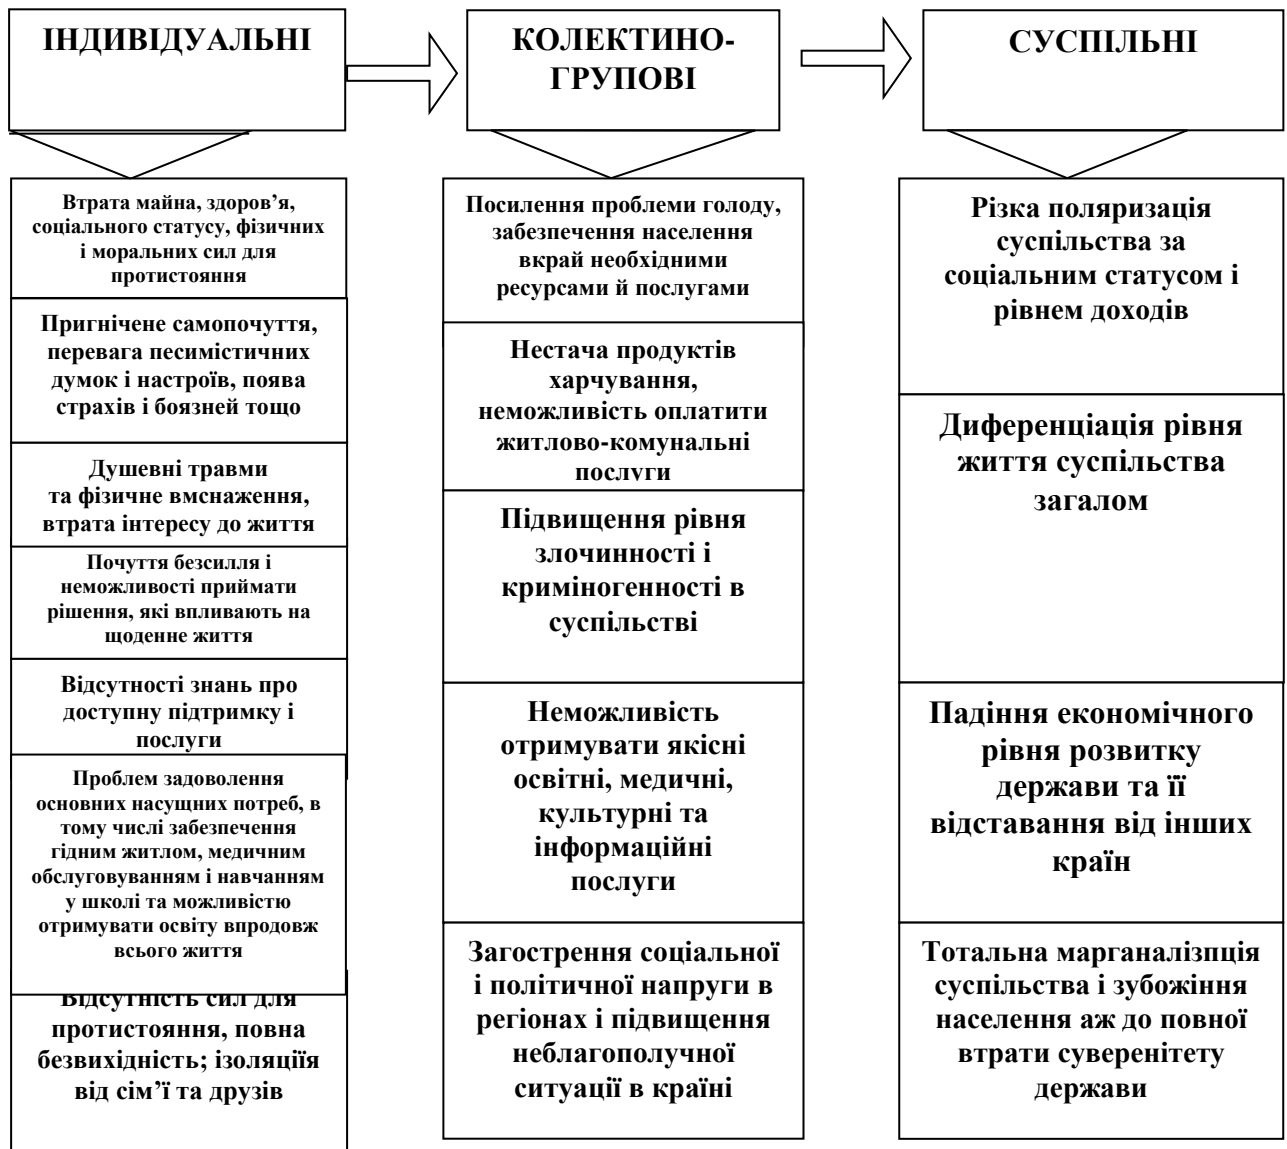 ІНДИВІДУАЛЬНІ
Втрата майна, здоров’я,
соціального статусу, фізичних
і моральних сил для
протистояння
Пригнічене самопочуття,
перевага песимістичних
думок і настроїв, поява
страхів і боязней тощо
Душевні травми
та фізичне вмснаження,
втрата інтересу до життя
Почуття безсилля і
неможливості приймати
рішення, які впливають на
щоденне життя
Відсутності знань про
доступну підтримку і
послуги
Проблем задоволення
основних насущних потреб, в
тому числі забезпечення
гідним житлом, медичним
обслуговуванням і навчанням
у школі та можливістю
отримувати освіту впродовж
всього життя
Відсутність сил для
протистояння, повна
безвихідність; ізоляціїя
від сім’ї та друзів
КОЛЕКТИНО-
ГРУПОВІ
Посилення проблеми голоду,
забезпечення населення
вкрай необхідними
ресурсами й послугами
Нестача продуктів
харчування,
неможливість оплатити
житлово-комунальні
послуги
Підвищення рівня
злочинності і
криміногенності в
суспільстві
Неможливість
отримувати якісні
освітні, медичні,
культурні та
інформаційні
послуги
Загострення соціальної
і політичної напруги в
регіонах і підвищення
неблагополучної
ситуації в країні
СУСПІЛЬНІ
Різка поляризація
суспільства за
соціальним статусом і
рівнем доходів
Диференціація рівня
життя суспільства
загалом
Падіння економічного
рівня розвитку
держави та її
відставання від інших
країн
Тотальна марганалізпція
суспільства і зубожіння
населення аж до повної
втрати суверенітету
держави